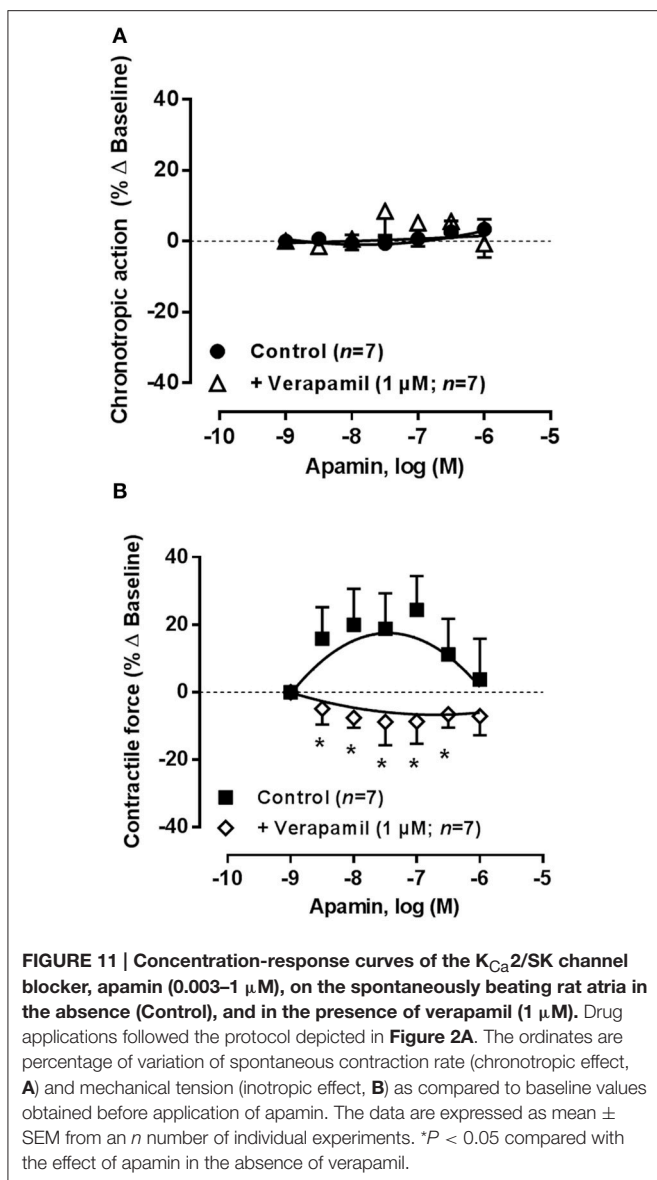 A
Chronotropic action (% Δ Baseline)
40
20
0
-20
-40
Control (n=7)
+ Verapamil (1 μM; n=7)
-10 -9 -8 -7 -6 -5
Apamin, log (M)
B
Contractile force (% Δ Baseline)
40
20
0
-20
-40
* * * * *
Control (n=7)
+ Verapamil (1 μM; n=7)
-10 -9 -8 -7 -6 -5
Apamin, log (M)
FIGURE 11 | Concentration-response curves of the KCa2/SK channel
blocker, apamin (0.003–1 μM), on the spontaneously beating rat atria in
the absence (Control), and in the presence of verapamil (1 μM). Drug
applications followed the protocol depicted in Figure 2A. The ordinates are
percentage of variation of spontaneous contraction rate (chronotropic effect,
A) and mechanical tension (inotropic effect, B) as compared to baseline values
obtained before application of apamin. The data are expressed as mean ±
SEM from an n number of individual experiments. *P < 0.05 compared with
the effect of apamin in the absence of verapamil.